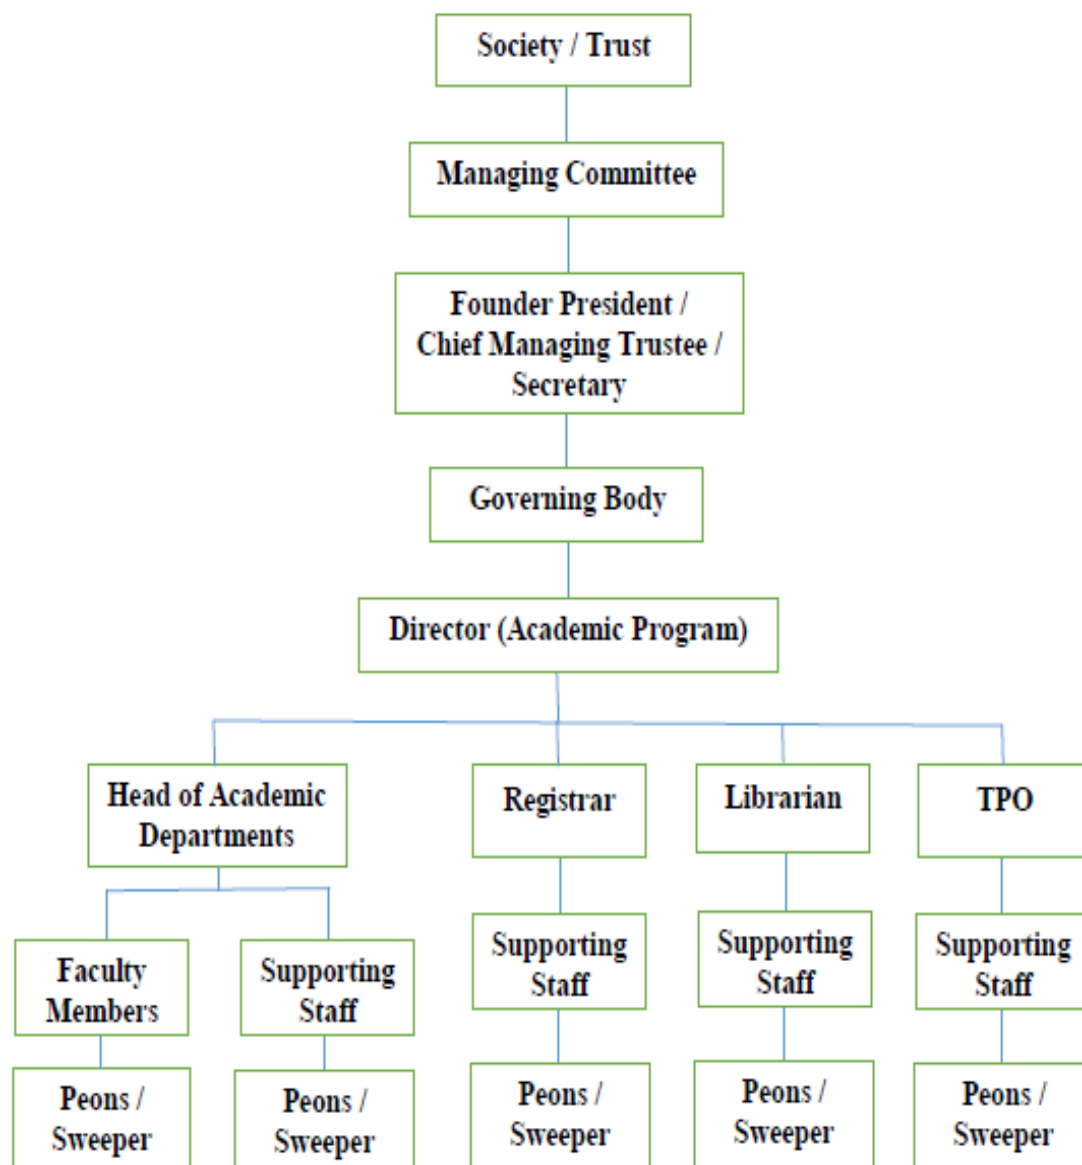 Society / Trust
Managing Committee
Founder President /
Chief Managing Trustee /
Secretary
Governing Body
Director (Academic Program)
Head of Academic
Departments
Registrar
Librarian
TPO
Faculty
Members
Supporting
Staff
Supporting
Staff
Supporting
Staff
Supporting
Staff
Peons /
Sweeper
Peons /
Sweeper
Peons /
Sweeper
Peons /
Sweeper
Peons /
Sweeper